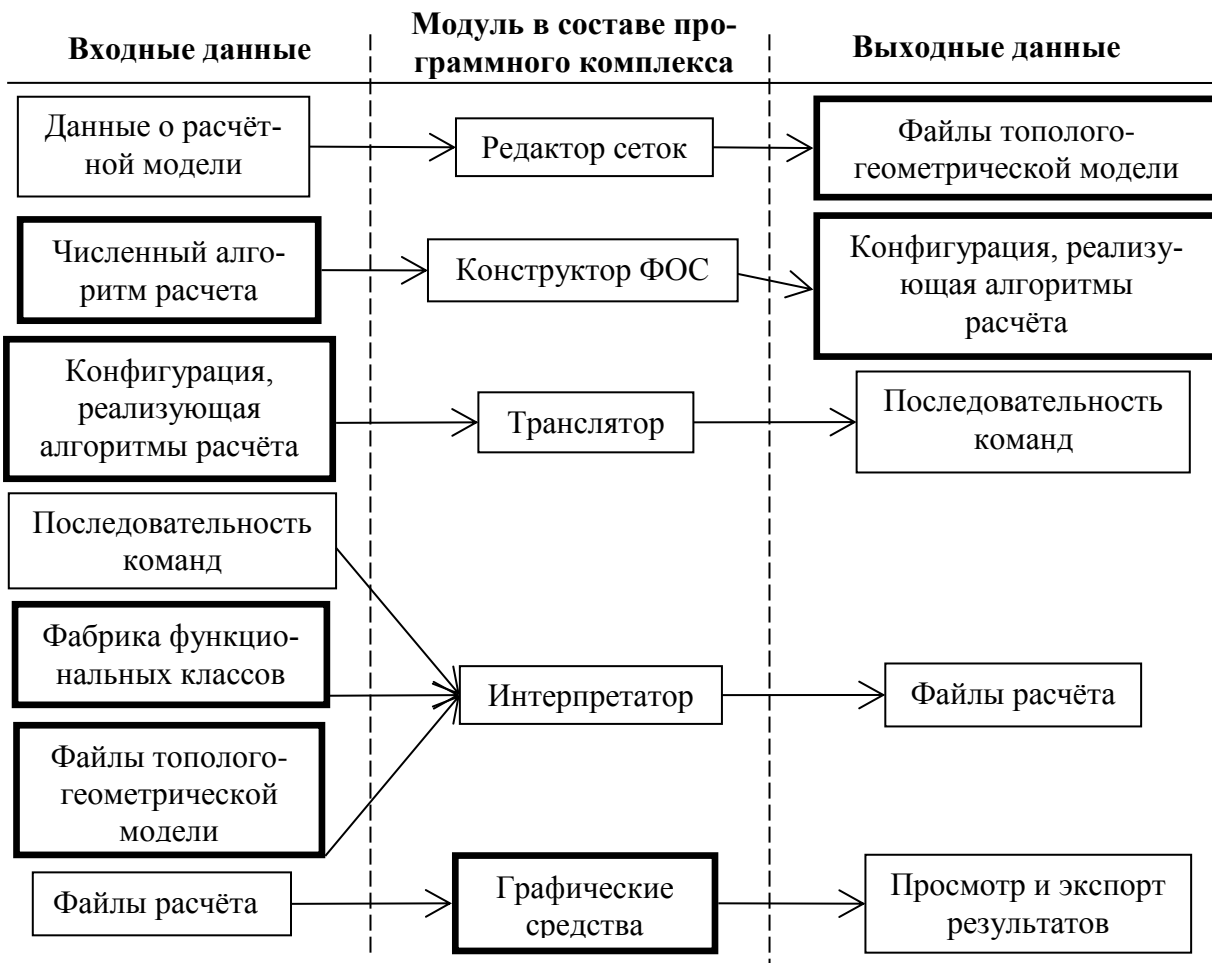 Входные данные
Модуль в составе про-
граммного комплекса
Выходные данные
Данные о расчёт-
ной модели
Редактор сеток
Файлы тополого-
геометрической модели
Численный алго-
ритм расчета
Конструктор ФОС
Конфигурация, реализу-
ющая алгоритмы
расчёта
Конфигурация,
реализующая
алгоритмы расчёта
Транслятор
Последовательность
команд
Последовательность
команд
Фабрика функцио-
нальных классов
Файлы тополого-
геометрической
модели
Интерпретатор
Файлы расчёта
Файлы расчёта
Графические
средства
Просмотр и экспорт
результатов